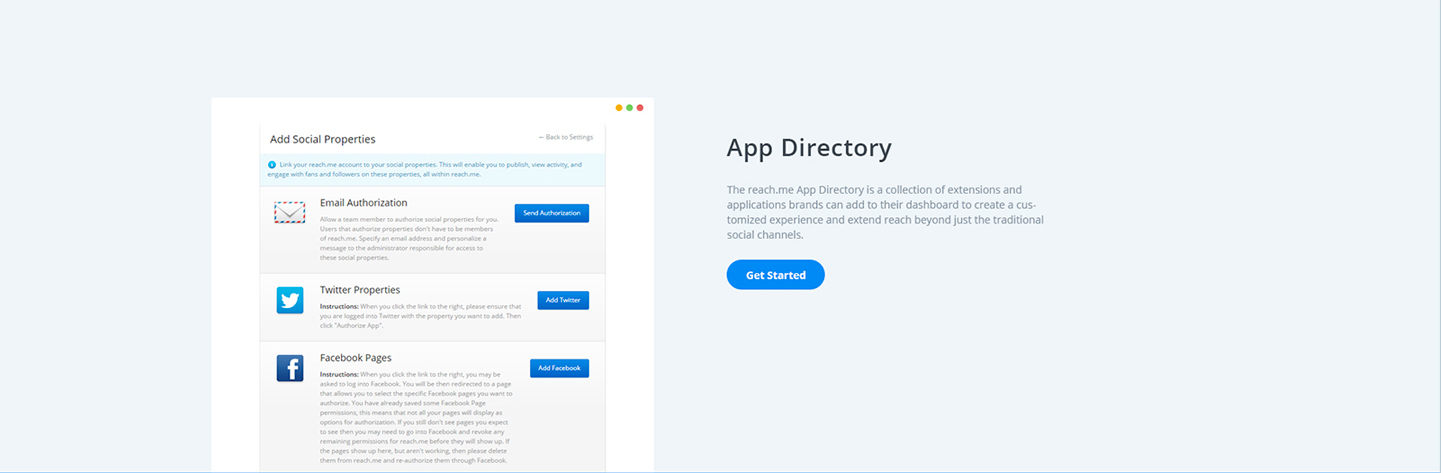 Add Social Properties
← Back to Settings
Link your reach.me account to your social properties. This will enable you to publish, view activity, and
engage with fans and followers on these properties, all within reach.me.
Email Authorization
Allow a team member to authorize social properties for you.
Users that authorize properties don't have to be members
of reach.me. Specify an email address and personalize a
message to the administrator responsible for access to
these social properties.
Send Authorization
Twitter Properties
Instructions: When you click the link to the right, please ensure that
you are logged into Twitter with the property you want to add. Then
click "Authorize App".
Add Twitter
Facebook Pages
Instructions: When you click the link to the right, you may be
asked to log into Facebook. You will be then redirected to a page
that allows you to select the specific Facebook pages you want to
authorize. You have already saved some Facebook Page
permissions, this means that not all your pages will display as
options for authorization. If you still don't see pages you expect
to see then you may need to go into Facebook and revoke any
remaining permissions for reach.me before they will show up. If
the pages show up here, but aren't working, then please delete
them from reach.me and re-authorize them through Facebook.
Add Facebook
App Directory
The reach.me App Directory is a collection of extensions and
applications brands can add to their dashboard to create a cus-
tomized experience and extend reach beyond just the traditional
social channels.
Get Started